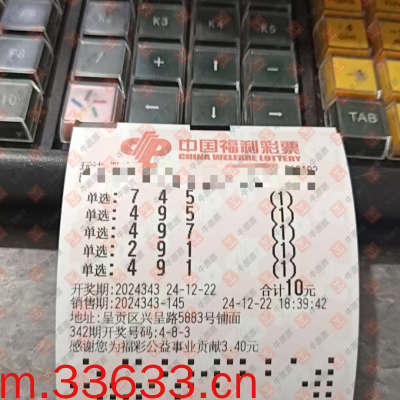 K3
K4
K5
TAB
中国福利彩票
CHINA WELFARE LOTTERY
单选: 7 4 5 (1)
单选: 4 9 5 (1)
单选: 4 9 7 (1)
单选: 2 9 1 (1)
单选: 4 9 1 (1)
开奖期:2024343 24-12-22 合计10元
销售期:2024343-145 24-12-22 18:39:42
地址:呈贡区兴呈路5883号铺面
342期开奖号码:4-8-3
感谢您为福彩公益事业贡献3.40元
m.33633.cn